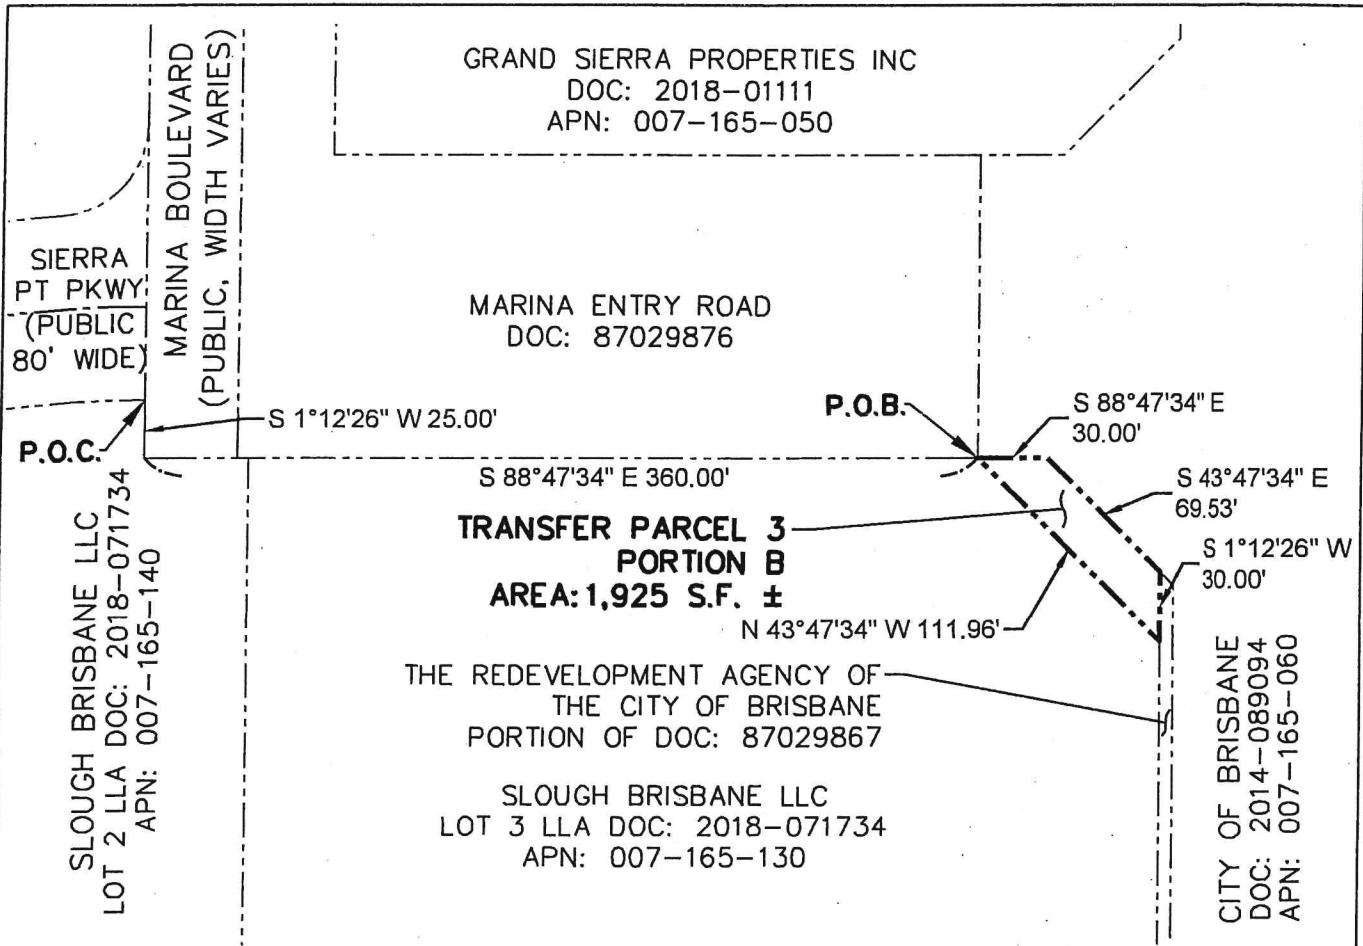 GRAND SIERRA PROPERTIES INC
DOC: 2018-01111
APN: 007-165-050
MARINA BOULEVARD
(PUBLIC, WIDTH VARIES)
SIERRA
PT PKWY
(PUBLIC
80' WIDE)
MARINA ENTRY ROAD
DOC: 87029876
P.O.C.
S 1°12'26" W 25.00'
P.O.B.
S 88°47'34" E
30.00'
S 88°47'34" E 360.00'
S 43°47'34" E
69.53'
TRANSFER PARCEL 3
PORTION B
AREA: 1,925 S.F. ±
S 1°12'26" W
30.00'
N 43°47'34" W 111.96'
SLOUGH BRISBANE LLC
LOT 2 LLA DOC: 2018-071734
APN: 007-165-140
THE REDEVELOPMENT AGENCY OF
THE CITY OF BRISBANE
PORTION OF DOC: 87029867
SLOUGH BRISBANE LLC
LOT 3 LLA DOC: 2018-071734
APN: 007-165-130
CITY OF BRISBANE
DOC: 2014-089094
APN: 007-165-060